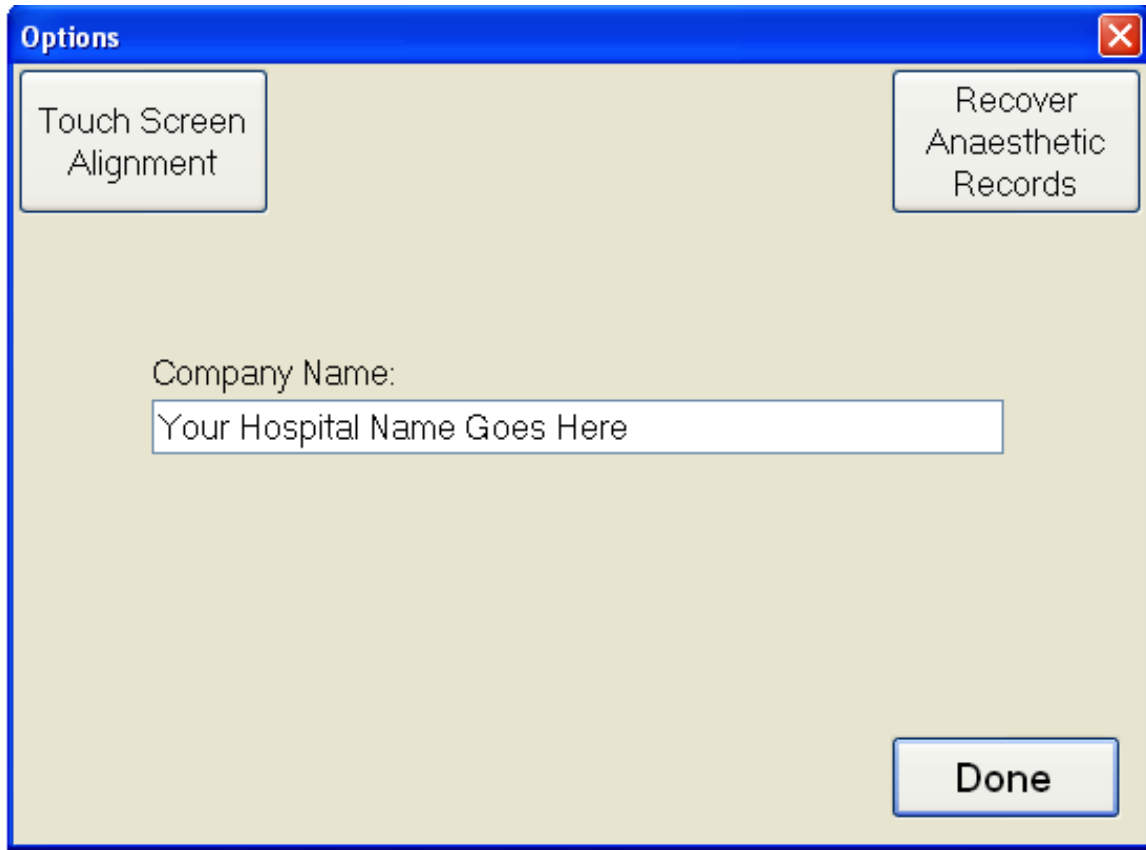 Options
Touch Screen
Alignment
Recover
Anaesthetic
Records
Company Name:
Your Hospital Name Goes Here
Done